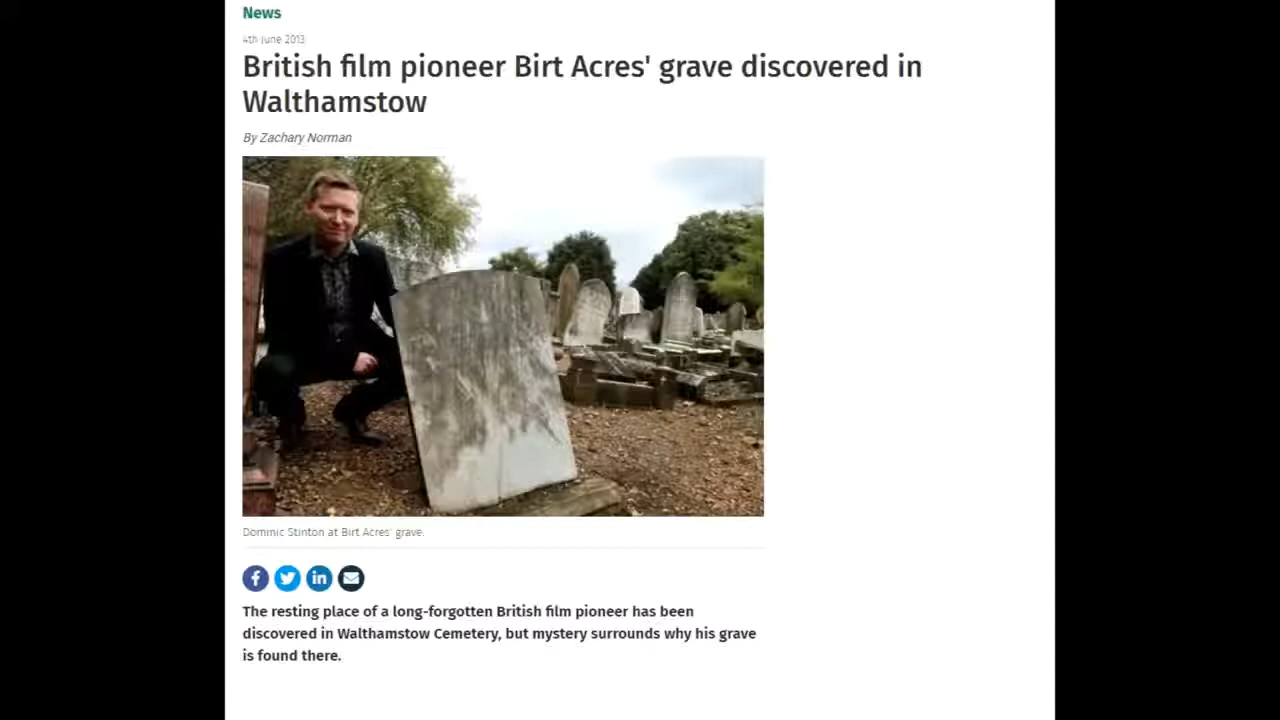 News
4th June 2013
British film pioneer Birt Acres' grave discovered in
Walthamstow
By Zachary Norman
Dominic Stinton at Birt Acres' grave.
The resting place of a long-forgotten British film pioneer has been
discovered in Walthamstow Cemetery, but mystery surrounds why his grave
is found there.